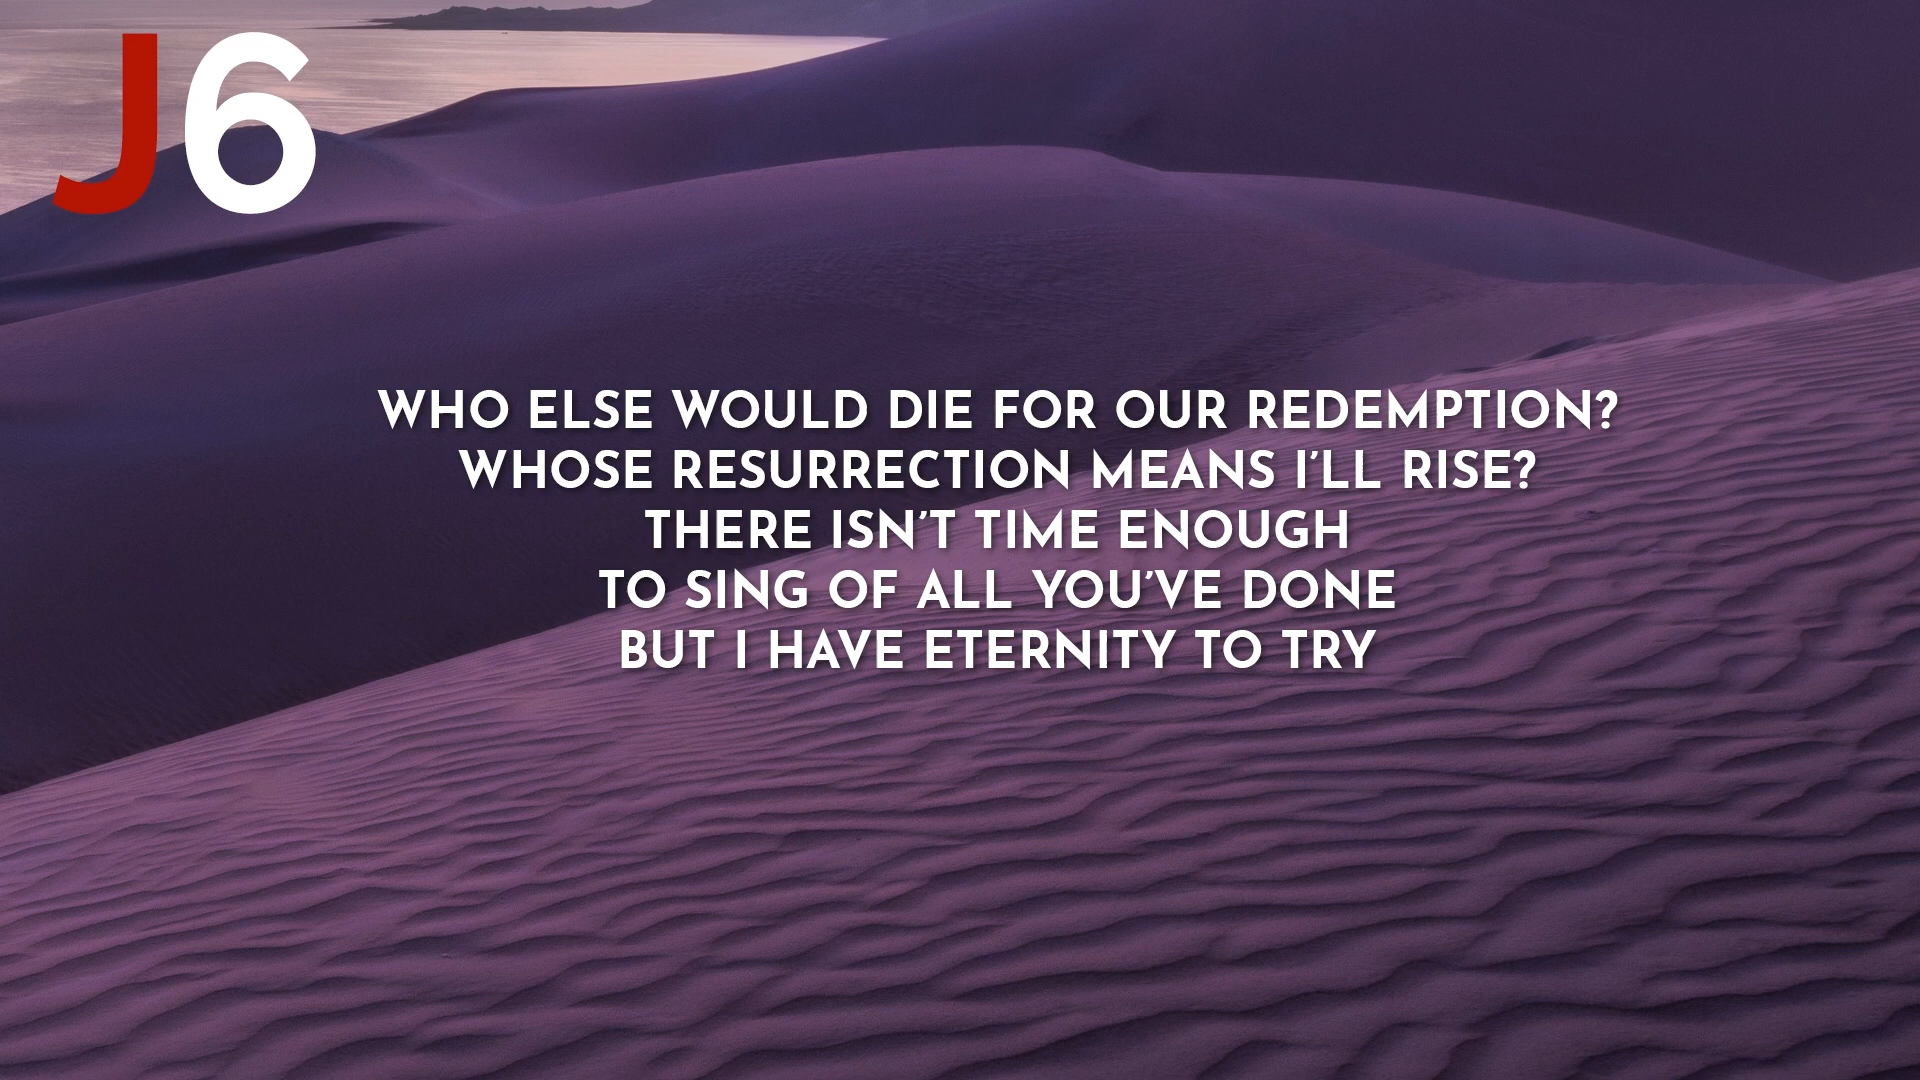 J6
WHO ELSE WOULD DIE FOR OUR REDEMPTION?
WHOSE RESURRECTION MEANS I'LL RISE?
THERE ISN'T TIME ENOUGH
TO SING OF ALL YOU'VE DONE
BUT I HAVE ETERNITY TO TRY